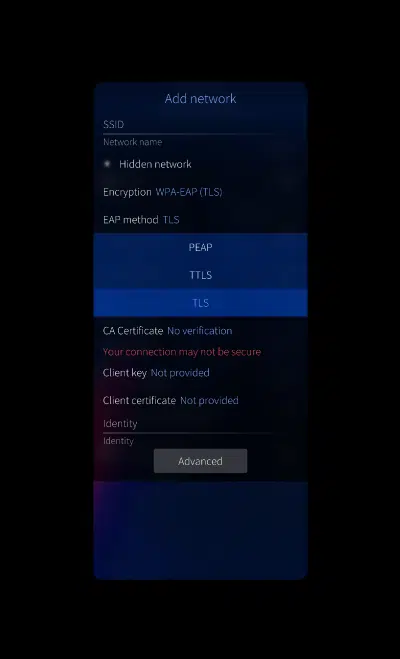 Add network
SSID
Network name
Hidden network
Encryption WPA-EAP (TLS)
EAP method TLS
PEAP
TTLS
TLS
CA Certificate No verification
Your connection may not be secure
Client key Not provided
Client certificate Not provided
Identity
Identity
Advanced